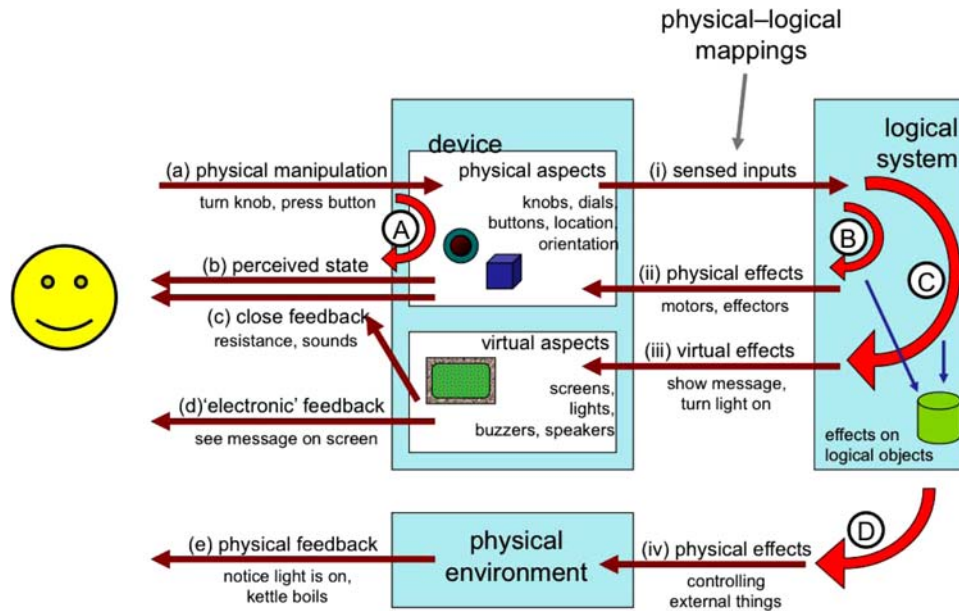 physical–logical
mappings
device
logical
system
(a) physical manipulation
turn knob, press button
physical aspects
knobs, dials,
buttons, location,
orientation
(i) sensed inputs
A
B
C
(b) perceived state
(ii) physical effects
motors, effectors
(c) close feedback
resistance, sounds
virtual aspects
screens,
lights,
buzzers, speakers
(iii) virtual effects
show message,
turn light on
(d)‘electronic’ feedback
see message on screen
effects on
logical objects
D
(e) physical feedback
notice light is on,
kettle boils
physical
environment
(iv) physical effects
controlling
external things